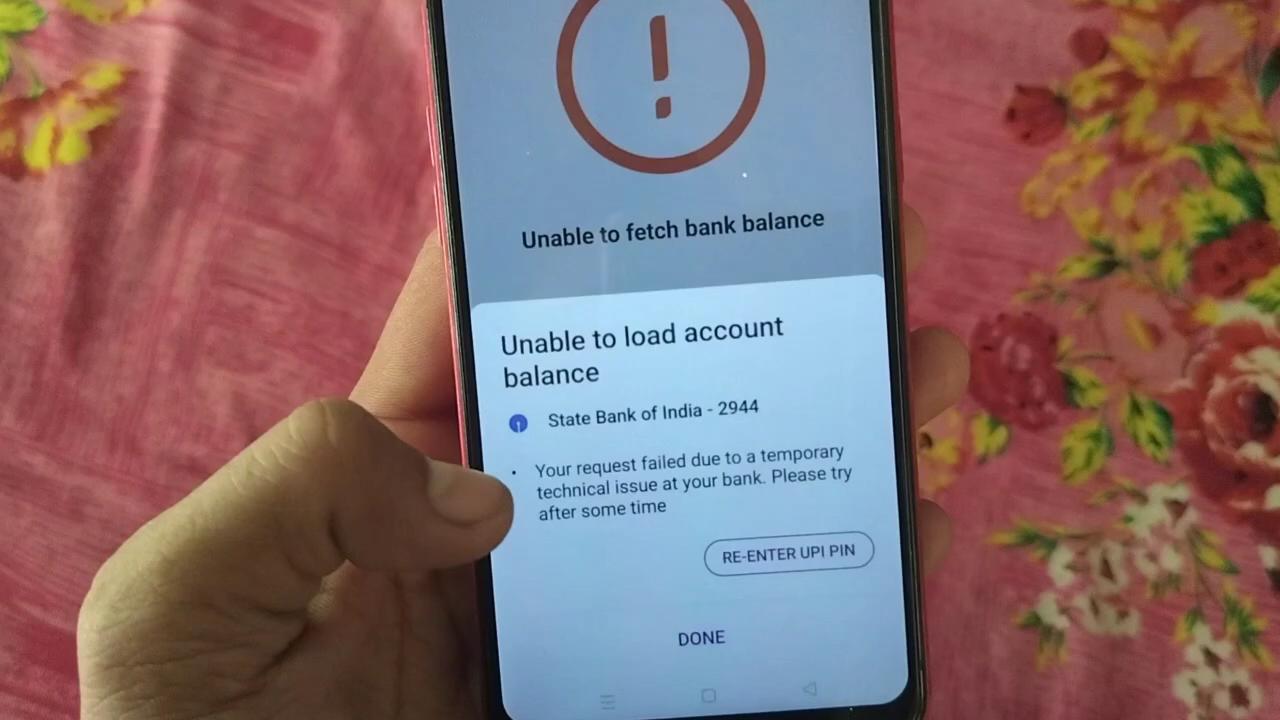 Unable to fetch bank balance
Unable to load account
balance
State Bank of India - 2944
Your request failed due to a temporary
technical issue at your bank. Please try
after some time
RE-ENTER UPI PIN
DONE